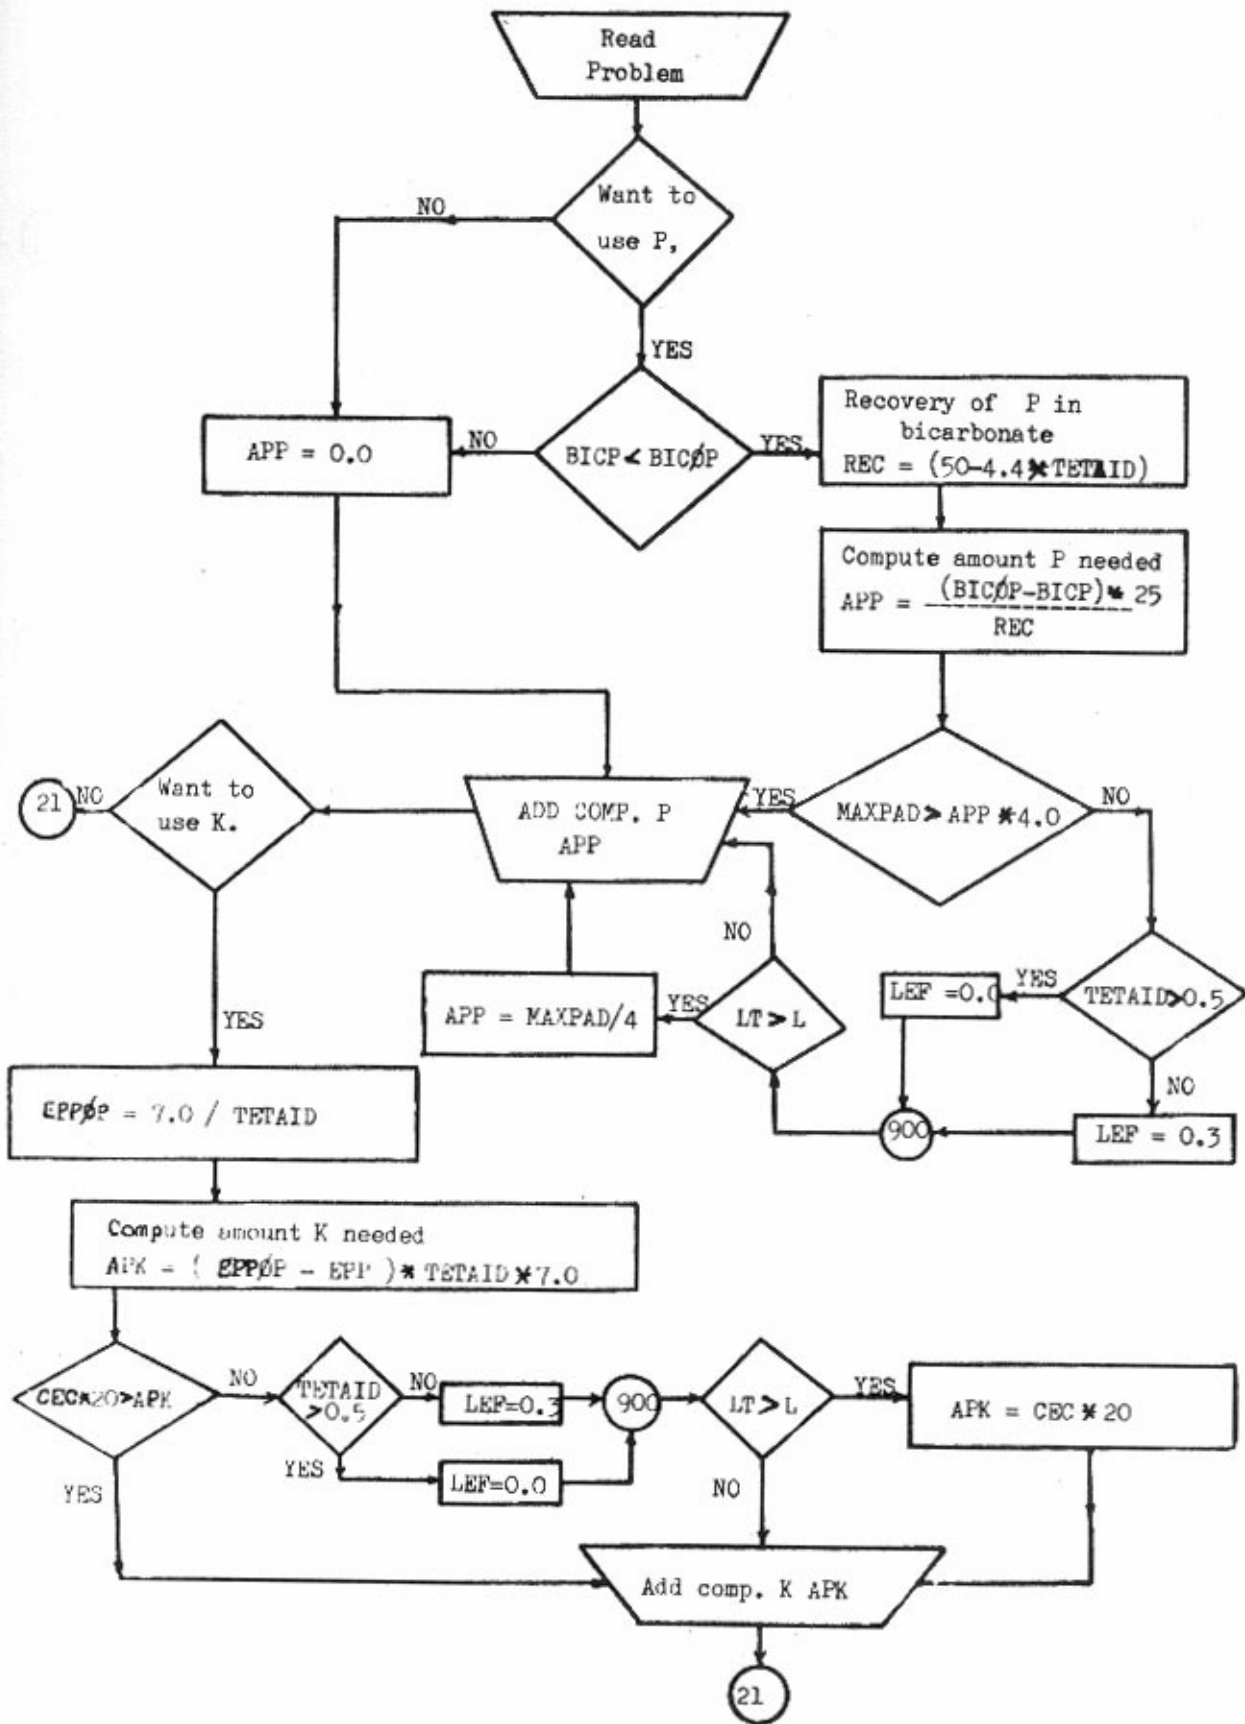 Read
Problem
Want to
use P,
NO
YES
APP = 0.0
NO
BICP < BICØP
YES
Recovery of P in
bicarbonate
REC = (50-4.4*TETAID)
Compute amount P needed
APP = (BICØP-BICP)* 25
REC
21
NO
Want to
use K.
ADD COMP. P
APP
YES
MAXPAD > APP *4.0
NO
NO
YES
APP = MAXPAD/4
YES
LT > L
LEF =0.0
YES
TETAID>0.5
NO
EPPØP = 7.0 / TETAID
900
LEF = 0.3
Compute amount K needed
APK = ( EPPØP - EPP )* TETAID *7.0
CEC*20>APK
NO
TETAID
>0.5
NO
LEF=0.3
900
LT > L
YES
APK = CEC * 20
YES
YES
LEF=0.0
NO
Add comp. K APK
21